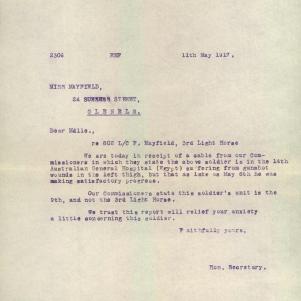 2304 REF 11th May 1917.
MISS MAYFIELD,
24 STREET,
GLENELG.
Dear Madam,
re 802 L/C F. Mayfield, 3rd Light Horse
We are today in receipt of a cable from our Com-
missioners in which they state the above soldier is in the 14th
Australian General Hospital (Egypt) suffering from gunshot
wounds in the left thigh, but that as late as May 6th he was
making satisfactory progress.
Our Commissioners state this soldier's unit is the
9th, and not the 3rd Light Horse.
We trust this report will relief your anxiety
a little concerning this soldier.
Faithfully yours,
Hon. Secretary.